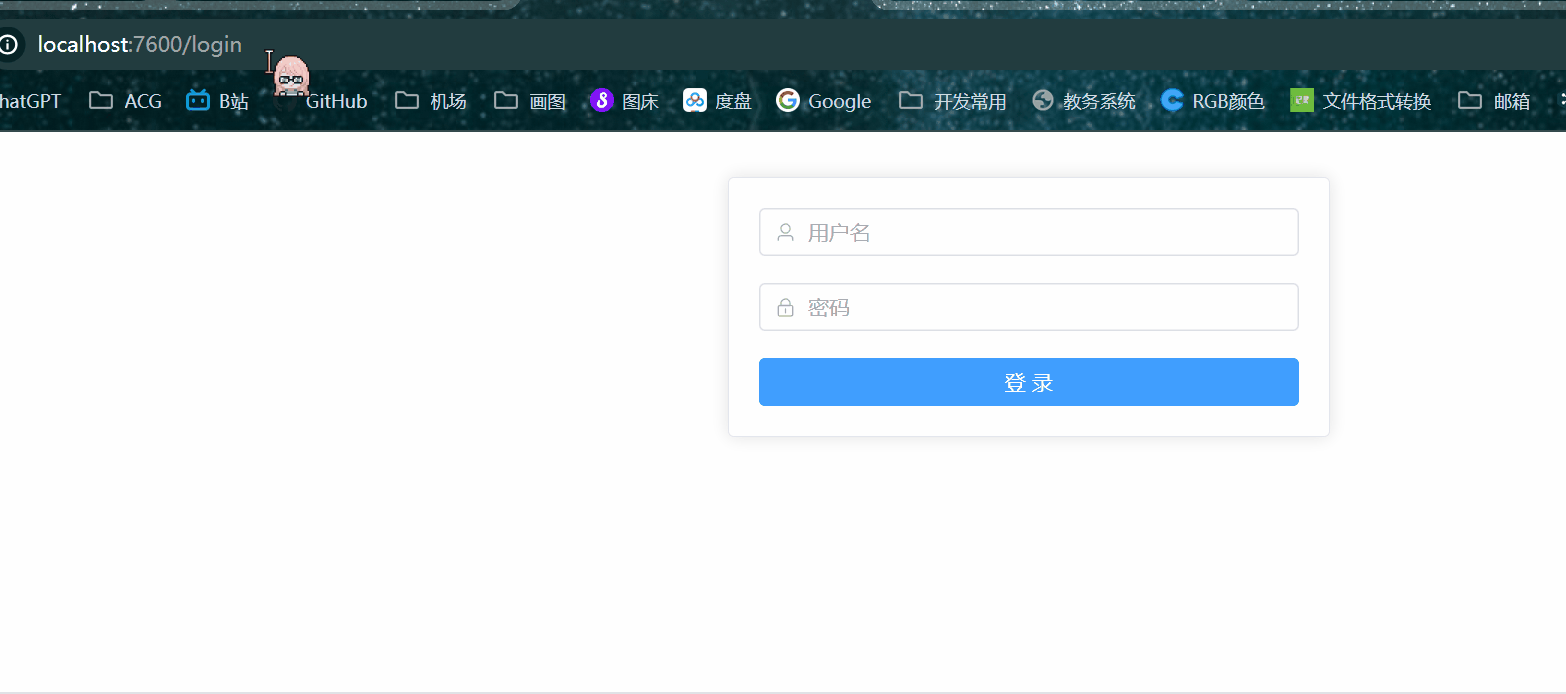 localhost:7600/login
hatGPT ACG B站 GitHub 机场 画图 图床 度盘 Google 开发常用 教务系统 RGB颜色 文件格式转换 邮箱
用户名
密码
登 录